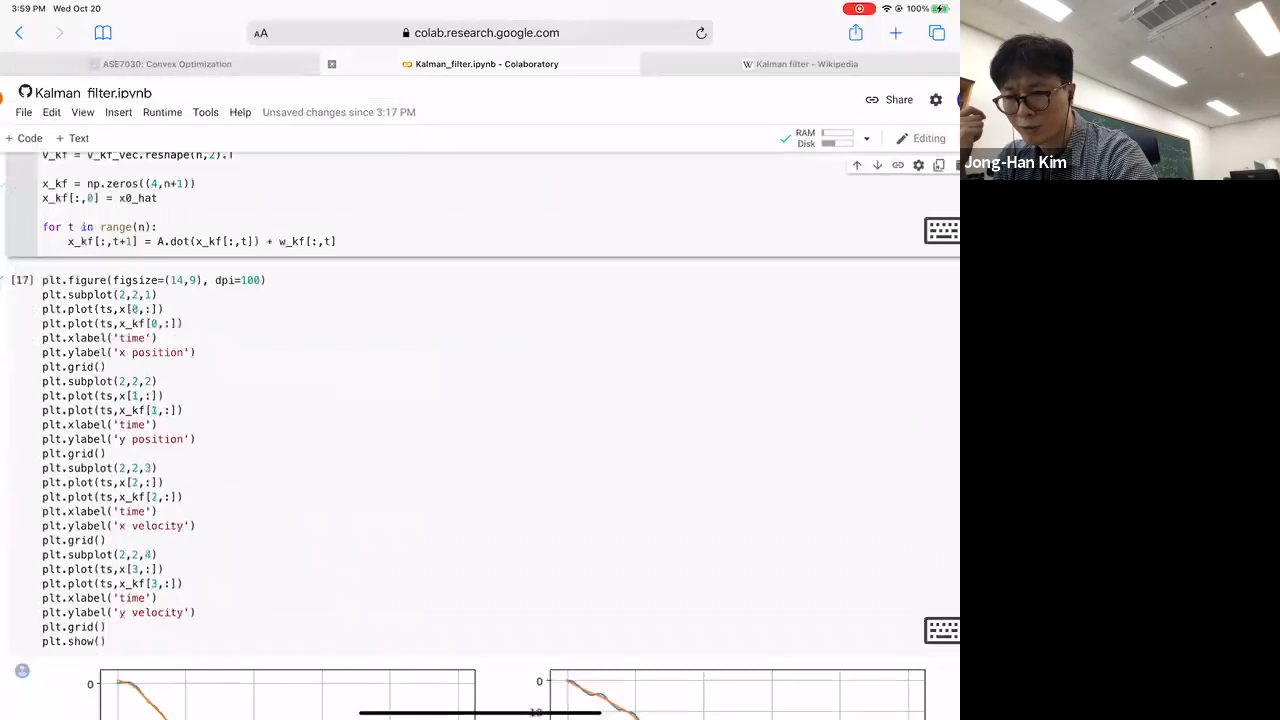 3:59 PM Wed Oct 20
100%
AA
colab.research.google.com
ASE7030: Convex Optimization
Kalman_filter.ipynb - Colaboratory
W Kalman filter - Wikipedia
Kalman_filter.ipynb
Share
File Edit View Insert Runtime Tools Help Unsaved changes since 3:17 PM
+ Code + Text
RAM
Disk
Editing
v_kf = v_kf_vec.reshape(n,2).T
x_kf = np.zeros((4,n+1))
x_kf[:,0] = x0_hat
for t in range(n):
x_kf[:,t+1] = A.dot(x_kf[:,t]) + w_kf[:,t]
[17] plt.figure(figsize=(14,9), dpi=100)
plt.subplot(2,2,1)
plt.plot(ts,x[0,:])
plt.plot(ts,x_kf[0,:])
plt.xlabel('time')
plt.ylabel('x position')
plt.grid()
plt.subplot(2,2,2)
plt.plot(ts,x[1,:])
plt.plot(ts,x_kf[1,:])
plt.xlabel('time')
plt.ylabel('y position')
plt.grid()
plt.subplot(2,2,3)
plt.plot(ts,x[2,:])
plt.plot(ts,x_kf[2,:])
plt.xlabel('time')
plt.ylabel('x velocity')
plt.grid()
plt.subplot(2,2,4)
plt.plot(ts,x[3,:])
plt.plot(ts,x_kf[3,:])
plt.xlabel('time')
plt.ylabel('y velocity')
plt.grid()
plt.show()
0
0
Jong-Han Kim